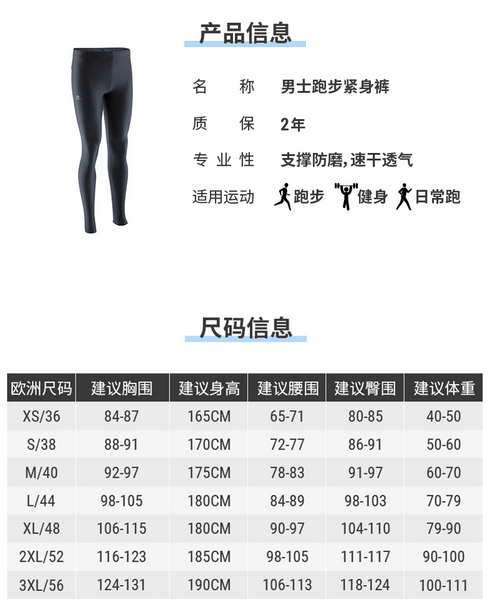 产品信息
名称 男士跑步紧身裤
质保 2年
专业性 支撑防磨,速干透气
适用运动 跑步 健身 日常跑
尺码信息
欧洲尺码 建议胸围 建议身高 建议腰围 建议臀围 建议体重
XS/36 84-87 165CM 65-71 80-85 40-50
S/38 88-91 170CM 72-77 86-91 50-60
M/40 92-97 175CM 78-83 91-97 60-70
L/44 98-105 180CM 84-89 98-103 70-79
XL/48 106-115 180CM 90-97 104-110 79-90
2XL/52 116-123 185CM 98-105 111-117 90-100
3XL/56 124-131 190CM 106-113 118-124 100-111